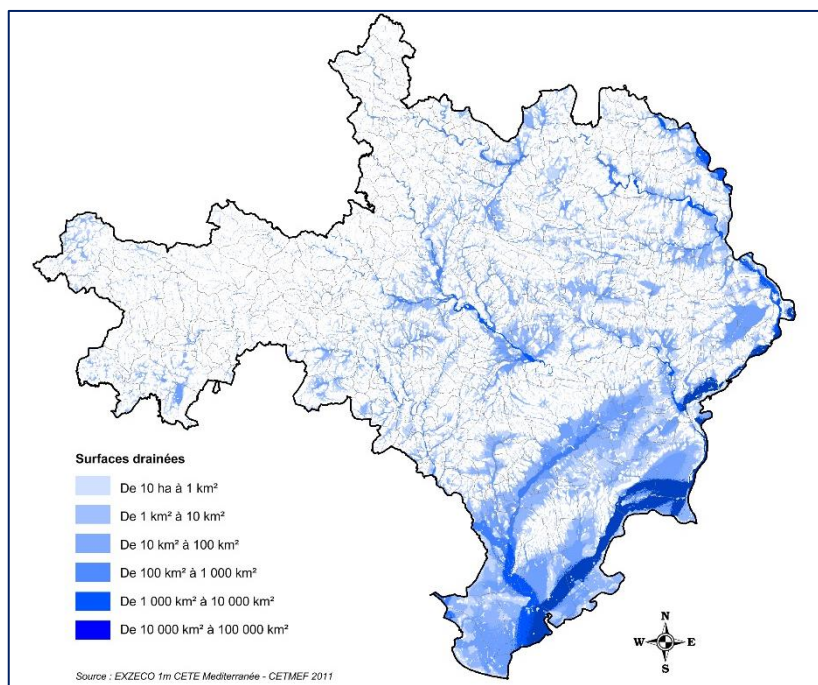 Surfaces drainées
De 10 ha à 1 km²
De 1 km² à 10 km²
De 10 km² à 100 km²
De 100 km² à 1 000 km²
De 1 000 km² à 10 000 km²
De 10 000 km² à 100 000 km²
N
W E
S
Source : EXZECO 1m CETE Mediterranée - CETMEF 2011